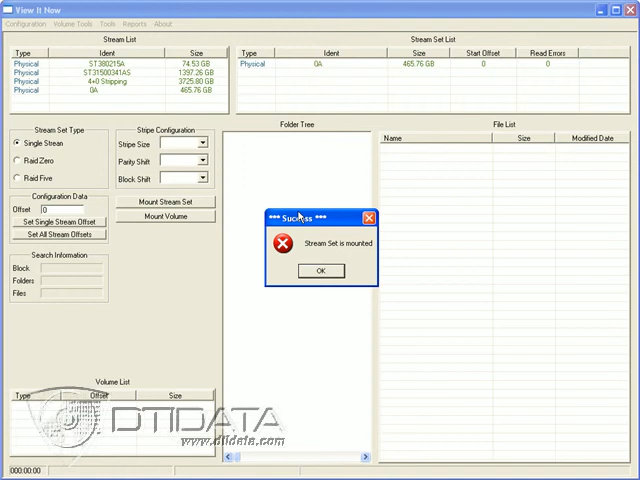 View It Now
Configuration Volume Tools Tools Reports About
Stream List
Type Ident Size
Physical ST380215A 74.53 GB
Physical ST31500341AS 1397.26 GB
Physical 4+0 Stripping 3725.80 GB
Physical 0A 465.76 GB
Stream Set List
Type Ident Size Start Offset Read Errors
Physical 0A 465.76 GB 0 0
Stream Set Type
Single Strean
Raid Zero
Raid Five
Stripe Configuration
Stripe Size
Parity Shift
Block Shift
Configuration Data
Offset 0
Set Single Stream Offset
Set All Stream Offsets
Mount Stream Set
Mount Volume
Search Information
Block
Folders
Files
Folder Tree
File List
Name Size Modified Date
*** Success ***
Stream Set is mounted
OK
Volume List
Type Offset Size
DTIDATA
www.dtidata.com
000:00:00